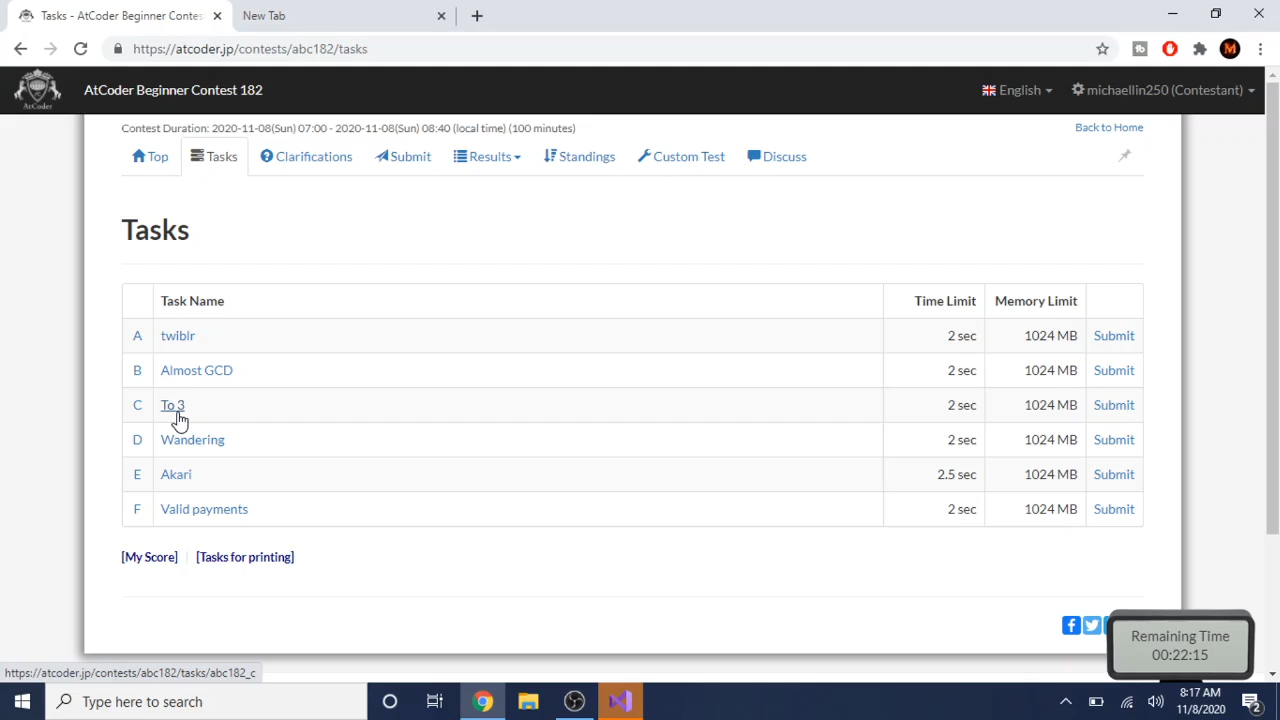 Tasks - AtCoder Beginner Contes
New Tab
https://atcoder.jp/contests/abc182/tasks
M
AtCoder
AtCoder Beginner Contest 182
English
michaellin250 (Contestant)
Contest Duration: 2020-11-08(Sun) 07:00 - 2020-11-08(Sun) 08:40 (local time) (100 minutes)
Back to Home
Top
Tasks
Clarifications
Submit
Results
Standings
Custom Test
Discuss
Tasks
Task Name Time Limit Memory Limit
A twiblr 2 sec 1024 MB Submit
B Almost GCD 2 sec 1024 MB Submit
C To 3 2 sec 1024 MB Submit
D Wandering 2 sec 1024 MB Submit
E Akari 2.5 sec 1024 MB Submit
F Valid payments 2 sec 1024 MB Submit
[My Score] [Tasks for printing]
Remaining Time
00:22:15
https://atcoder.jp/contests/abc182/tasks/abc182_c
Type here to search
8:17 AM
11/8/2020
2